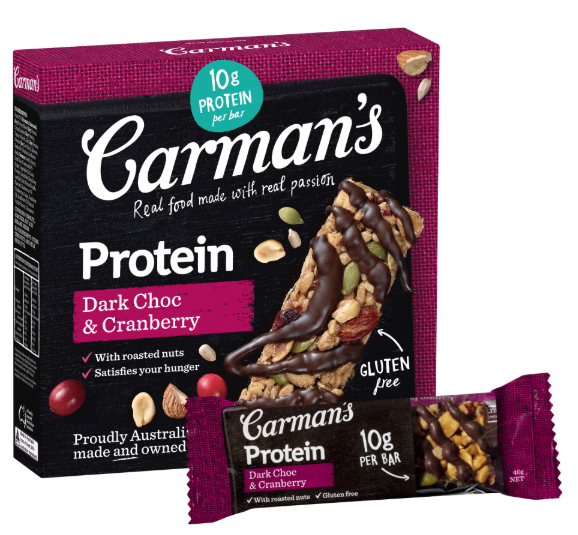 Carman's
Carman's
10g
PROTEIN
per bar
Carman's
Real food made with real passion
Protein
Dark Choc
& Cranberry
✓ With roasted nuts
✓ Satisfies your hunger
GLUTEN
free
Proudly Australi
made and owned
Carman's
Protein
Dark Choc
& Cranberry
✓ With roasted nuts ✓ Gluten free
10g
PER BAR
40g
NET